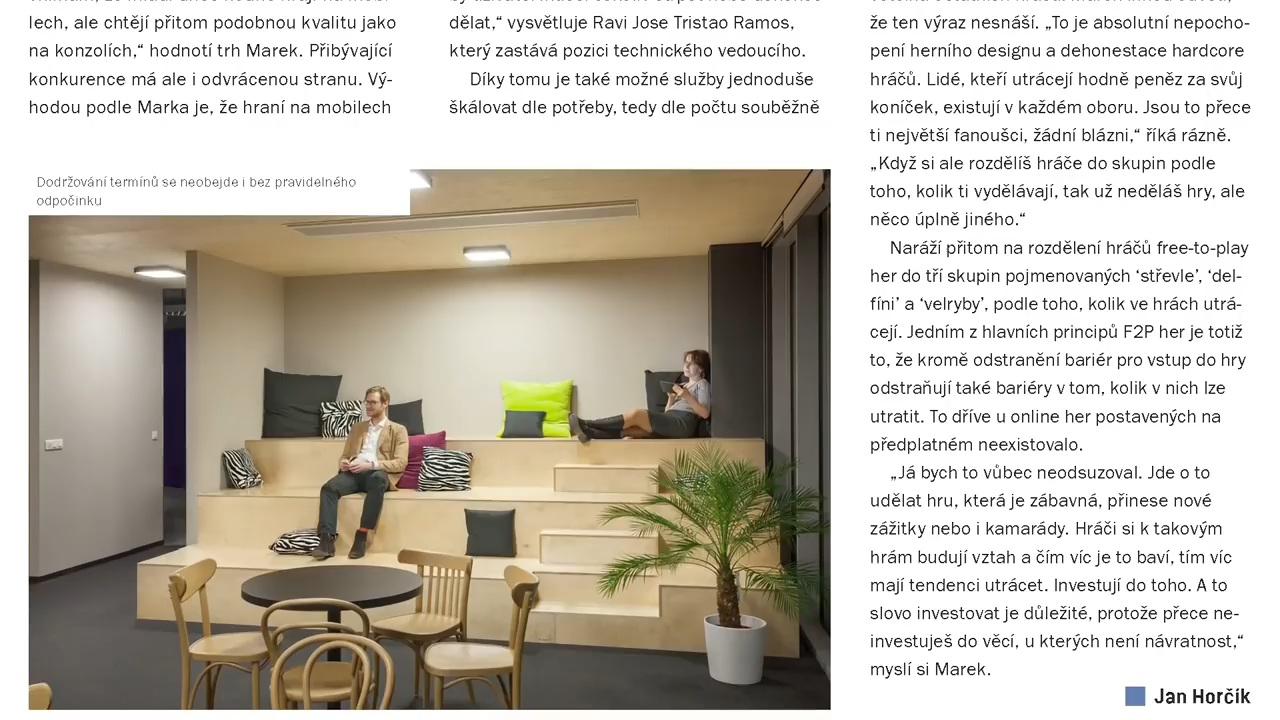 lech, ale chtějí přitom podobnou kvalitu jako
na konzolích,“ hodnotí trh Marek. Přibývající
konkurence má ale i odvrácenou stranu. Vý-
hodou podle Marka je, že hraní na mobilech
dělat,“ vysvětluje Ravi Jose Tristao Ramos,
který zastává pozici technického vedoucího.
Díky tomu je také možné služby jednoduše
škálovat dle potřeby, tedy dle počtu souběžně
Dodržování termínů se neobejde i bez pravidelného
odpočinku
že ten výraz nesnáší. „To je absolutní nepocho-
pení herního designu a dehonestace hardcore
hráčů. Lidé, kteří utrácejí hodně peněz za svůj
koníček, existují v každém oboru. Jsou to přece
ti největší fanoušci, žádní blázni,“ říká rázně.
„Když si ale rozdělíš hráče do skupin podle
toho, kolik ti vydělávají, tak už neděláš hry, ale
něco úplně jiného.“
Naráží přitom na rozdělení hráčů free-to-play
her do tří skupin pojmenovaných ‘střevle’, ‘del-
fíni’ a ‘velryby’, podle toho, kolik ve hrách utrá-
cejí. Jedním z hlavních principů F2P her je totiž
to, že kromě odstranění bariér pro vstup do hry
odstraňují také bariéry v tom, kolik v nich lze
utratit. To dříve u online her postavených na
předplatném neexistovalo.
„Já bych to vůbec neodsuzoval. Jde o to
udělat hru, která je zábavná, přinese nové
zážitky nebo i kamarády. Hráči si k takovým
hrám budují vztah a čím víc je to baví, tím víc
mají tendenci utrácet. Investují do toho. A to
slovo investovat je důležité, protože přece ne-
investuješ do věcí, u kterých není návratnost,“
myslí si Marek.
Jan Horčík